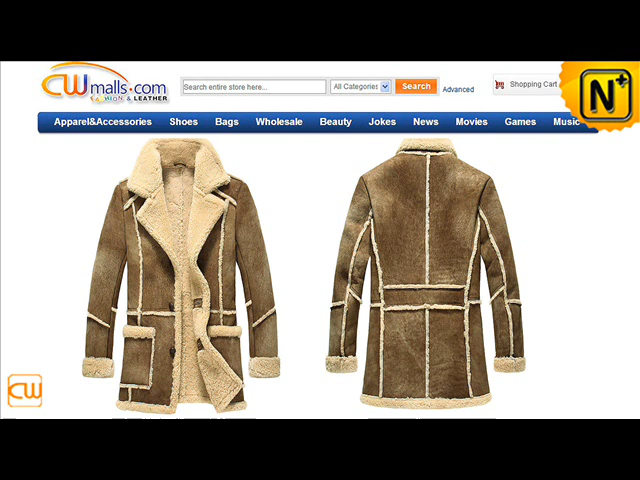 CWmalls.com
FASHION & LEATHER
Search entire store here...
All Categories
Search
Advanced
Shopping Cart
N+
Apparel&Accessories Shoes Bags Wholesale Beauty Jokes News Movies Games Music
CW